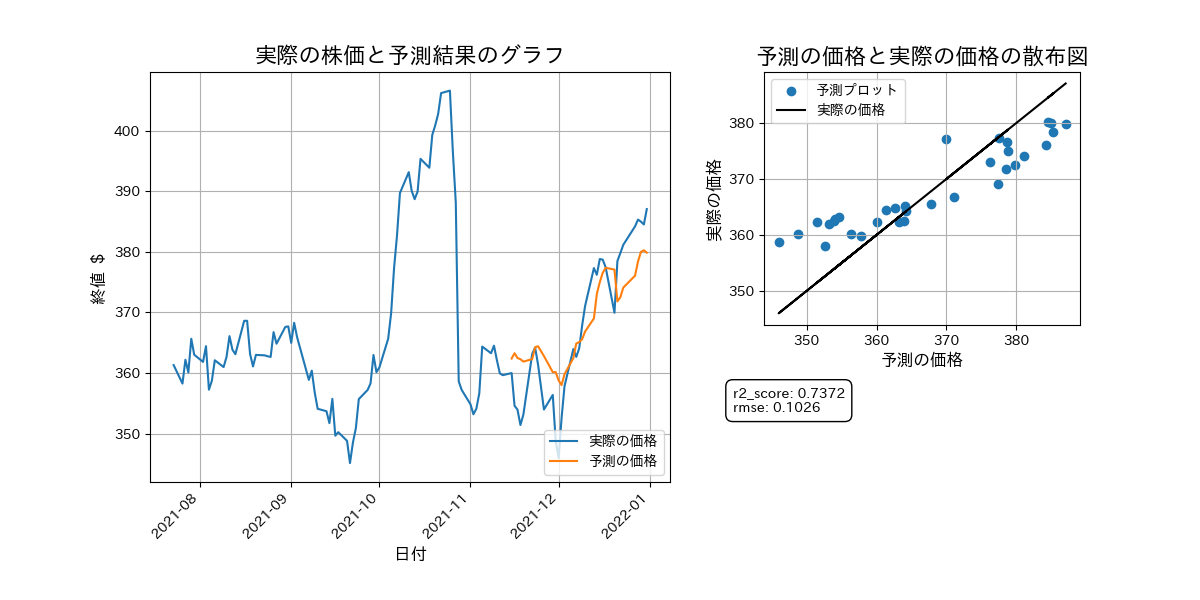 実際の株価と予測結果のグラフ
終値 $
400
390
380
370
360
350
2021-08
2021-09
2021-10
2021-11
2021-12
2022-01
日付
実際の価格
予測の価格
予測の価格と実際の価格の散布図
実際の価格
380
370
360
350
350
360
370
380
予測の価格
予測プロット
実際の価格
r2_score: 0.7372
rmse: 0.1026